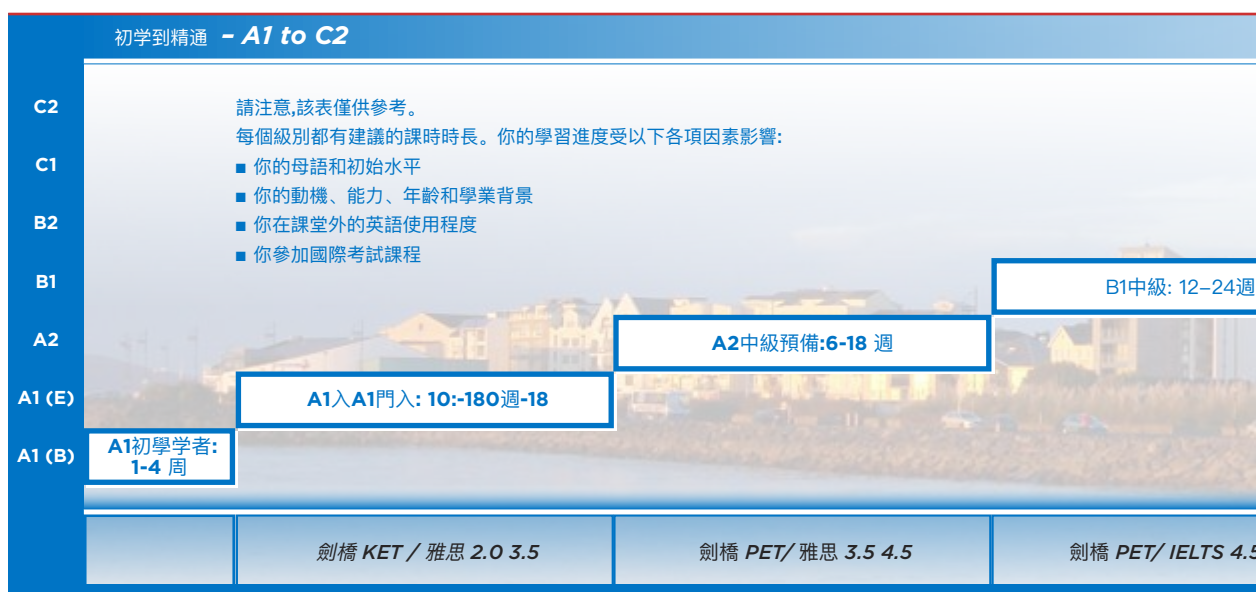 初学到精通 – A1 to C2
C2
請注意,該表僅供參考。
每個級別都有建議的課時時長。你的學習進度受以下各項因素影響:
C1
■ 你的母語和初始水平
■ 你的動機、能力、年齡和學業背景
B2
■ 你在課堂外的英語使用程度
■ 你參加國際考試課程
B1
B1中級: 12–24週
A2
A2中級預備:6-18 週
A1 (E)
A1入A1門入: 10:-180週-18
A1 (B)
A1初學学者:
1-4 周
劍橋 KET / 雅思 2.0 3.5
劍橋 PET/ 雅思 3.5 4.5
劍橋 PET/ IELTS 4.5